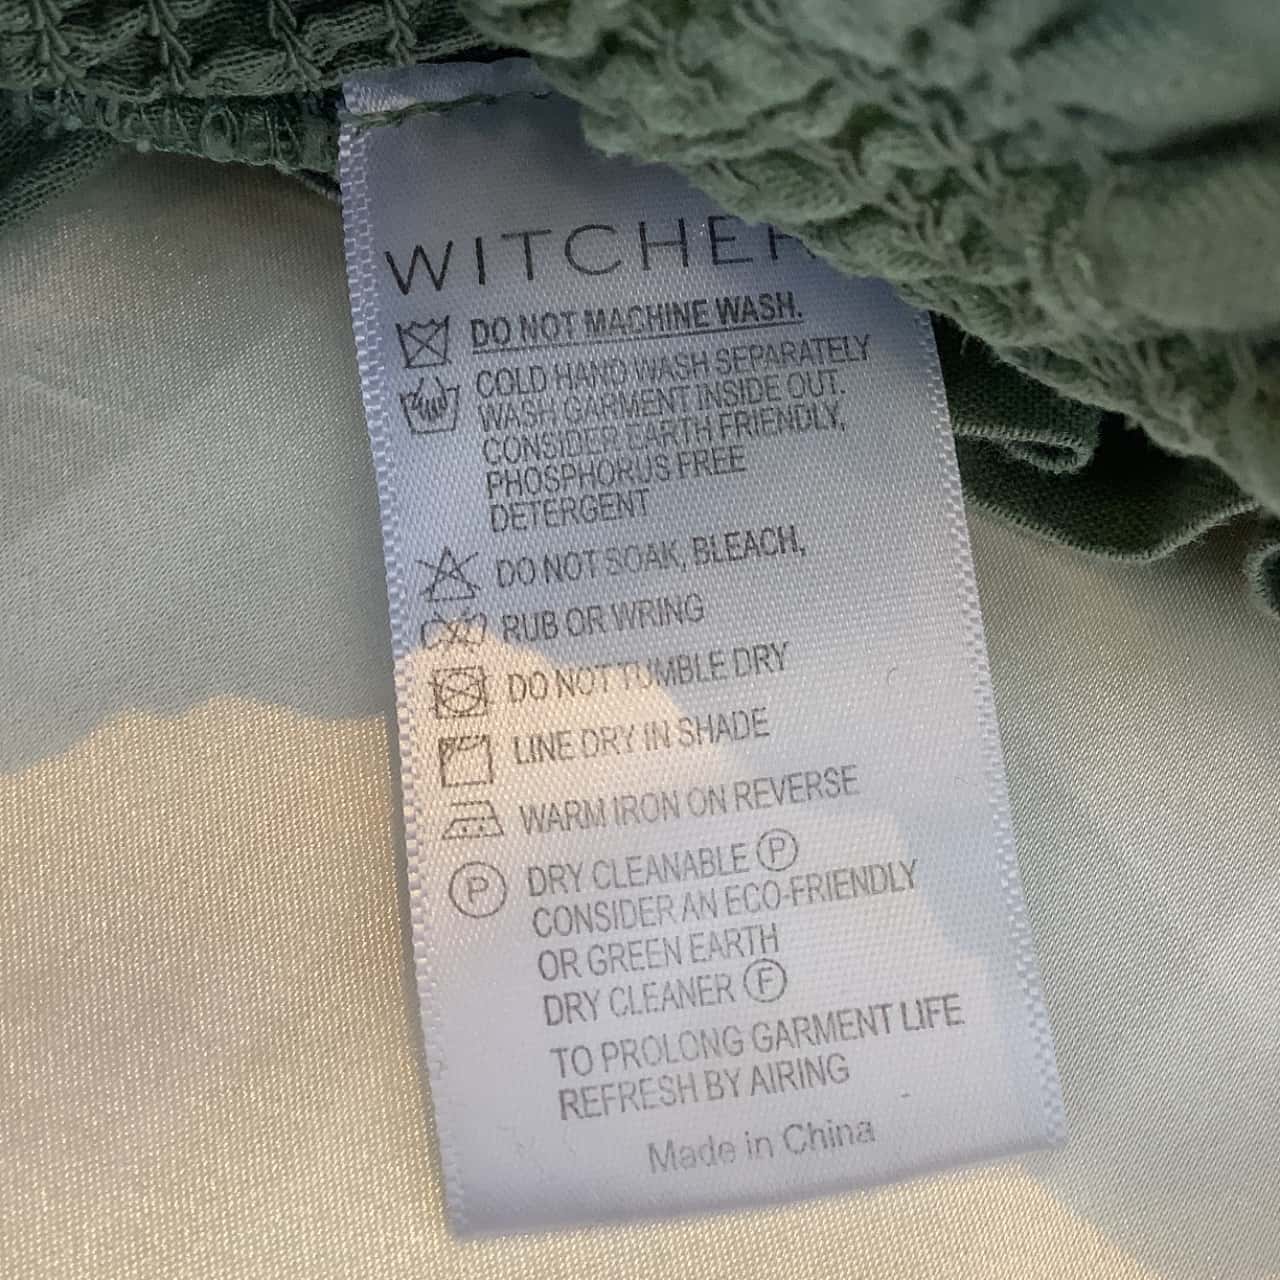 WITCHER
DO NOT MACHINE WASH.
COLD HAND WASH SEPARATELY
WASH GARMENT INSIDE OUT.
CONSIDER EARTH FRIENDLY,
PHOSPHORUS FREE
DETERGENT
DO NOT SOAK, BLEACH,
RUB OR WRING
DO NOT TUMBLE DRY
LINE DRY IN SHADE
WARM IRON ON REVERSE
P DRY CLEANABLE P
CONSIDER AN ECO-FRIENDLY
OR GREEN EARTH
DRY CLEANER F
TO PROLONG GARMENT LIFE
REFRESH BY AIRING
Made in China